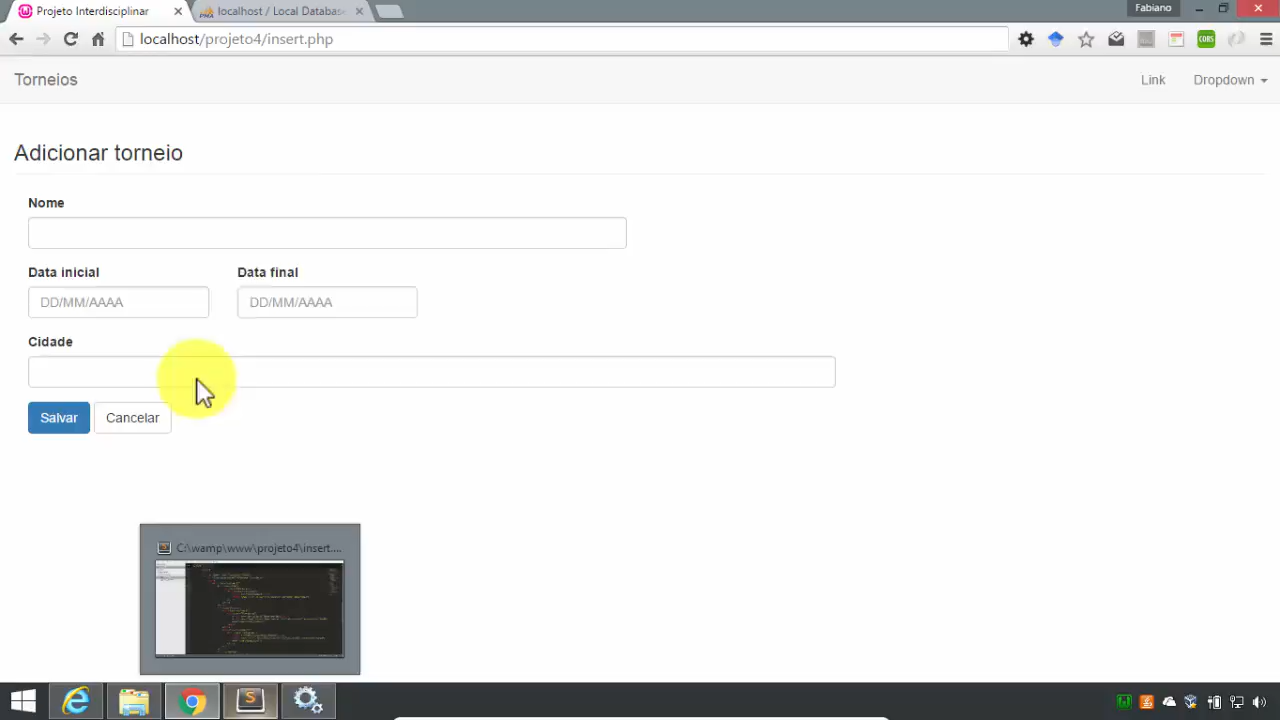 Projeto Interdisciplinar
localhost / Local Databas
Fabiano
localhost/projeto4/insert.php
CORS
Torneios
Link
Dropdown
Adicionar torneio
Nome
Data inicial
Data final
DD/MM/AAAA
DD/MM/AAAA
Cidade
Salvar
Cancelar
C:\wamp\www\projeto4\insert....